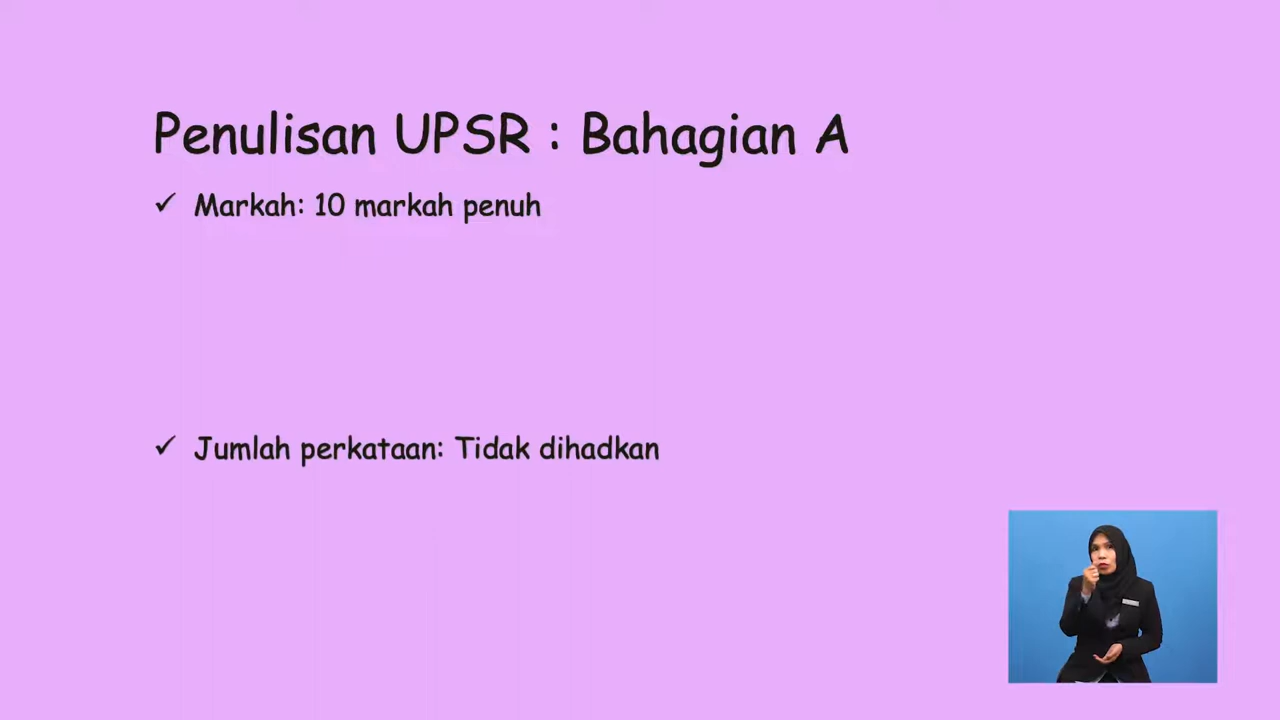 Penulisan UPSR : Bahagian A
✓ Markah: 10 markah penuh
✓ Jumlah perkataan: Tidak dihadkan